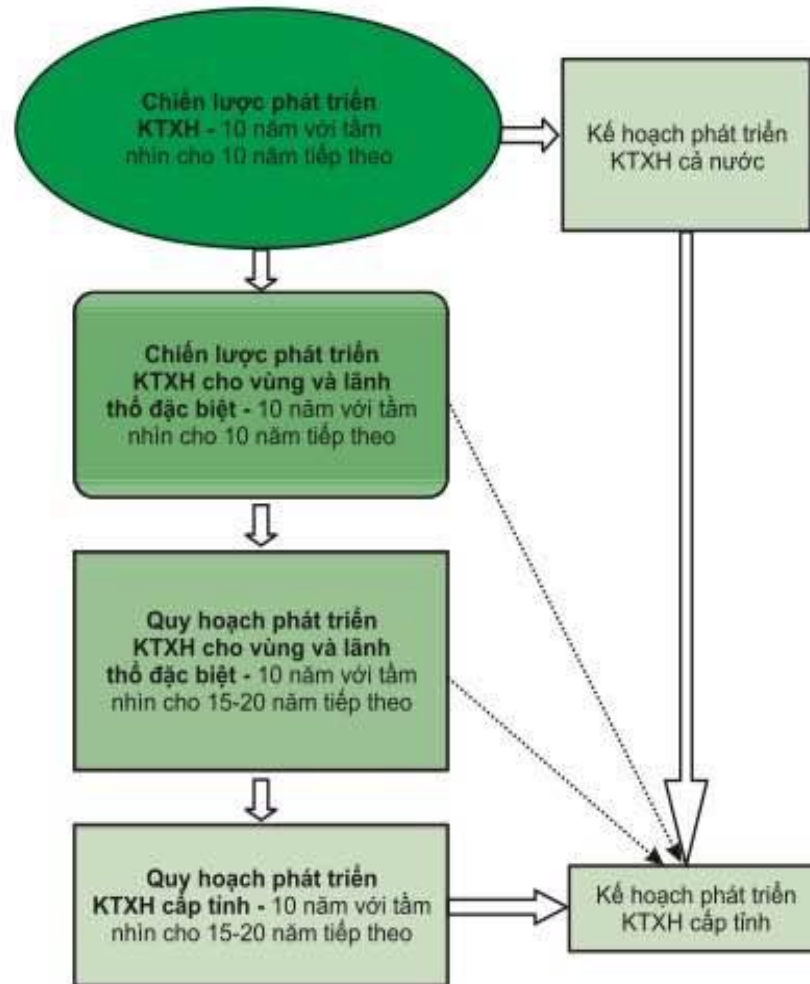 Chiến lược phát triển
KTXH - 10 năm với tầm
nhìn cho 10 năm tiếp theo
Kế hoạch phát triển
KTXH cả nước
Chiến lược phát triển
KTXH cho vùng và lãnh
thổ đặc biệt - 10 năm với tầm
nhìn cho 10 năm tiếp theo
Quy hoạch phát triển
KTXH cho vùng và lãnh
thổ đặc biệt - 10 năm với tầm
nhìn cho 15-20 năm tiếp theo
Quy hoạch phát triển
KTXH cấp tỉnh - 10 năm với tầm
nhìn cho 15-20 năm tiếp theo
Kế hoạch phát triển
KTXH cấp tỉnh